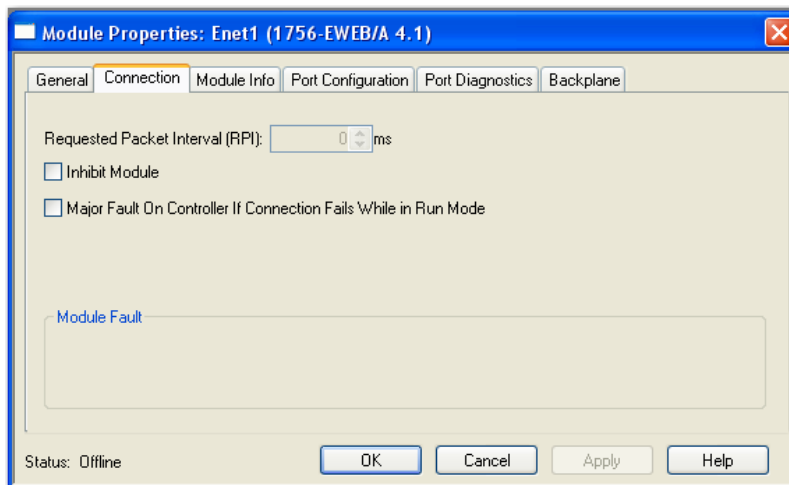 Module Properties: Enet1 (1756-EWEB/A 4.1)
General Connection Module Info Port Configuration Port Diagnostics Backplane
Requested Packet Interval (RPI): 0 ms
Inhibit Module
Major Fault On Controller If Connection Fails While in Run Mode
Module Fault
Status: Offline OK Cancel Apply Help